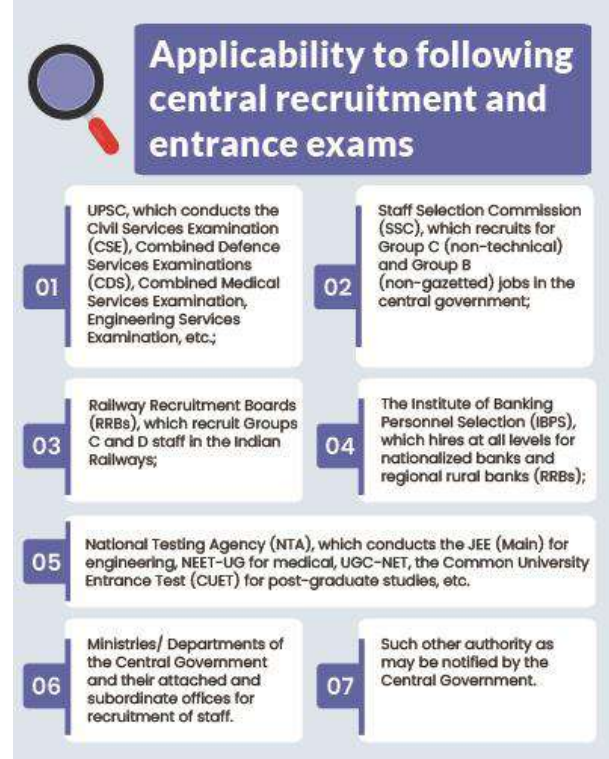 Applicability to following
central recruitment and
entrance exams
01
UPSC, which conducts the
Civil Services Examination
(CSE), Combined Defence
Services Examinations
(CDS), Combined Medical
Services Examination,
Engineering Services
Examination, etc.;
02
Staff Selection Commission
(SSC), which recruits for
Group C (non-technical)
and Group B
(non-gazetted) jobs in the
central government;
03
Railway Recruitment Boards
(RRBs), which recruit Groups
C and D staff in the Indian
Railways;
04
The Institute of Banking
Personnel Selection (IBPS),
which hires at all levels for
nationalized banks and
regional rural banks (RRBs);
05
National Testing Agency (NTA), which conducts the JEE (Main) for
engineering, NEET-UG for medical, UGC-NET, the Common University
Entrance Test (CUET) for post-graduate studies, etc.
06
Ministries/ Departments of
the Central Government
and their attached and
subordinate offices for
recruitment of staff.
07
Such other authority as
may be notified by the
Central Government.